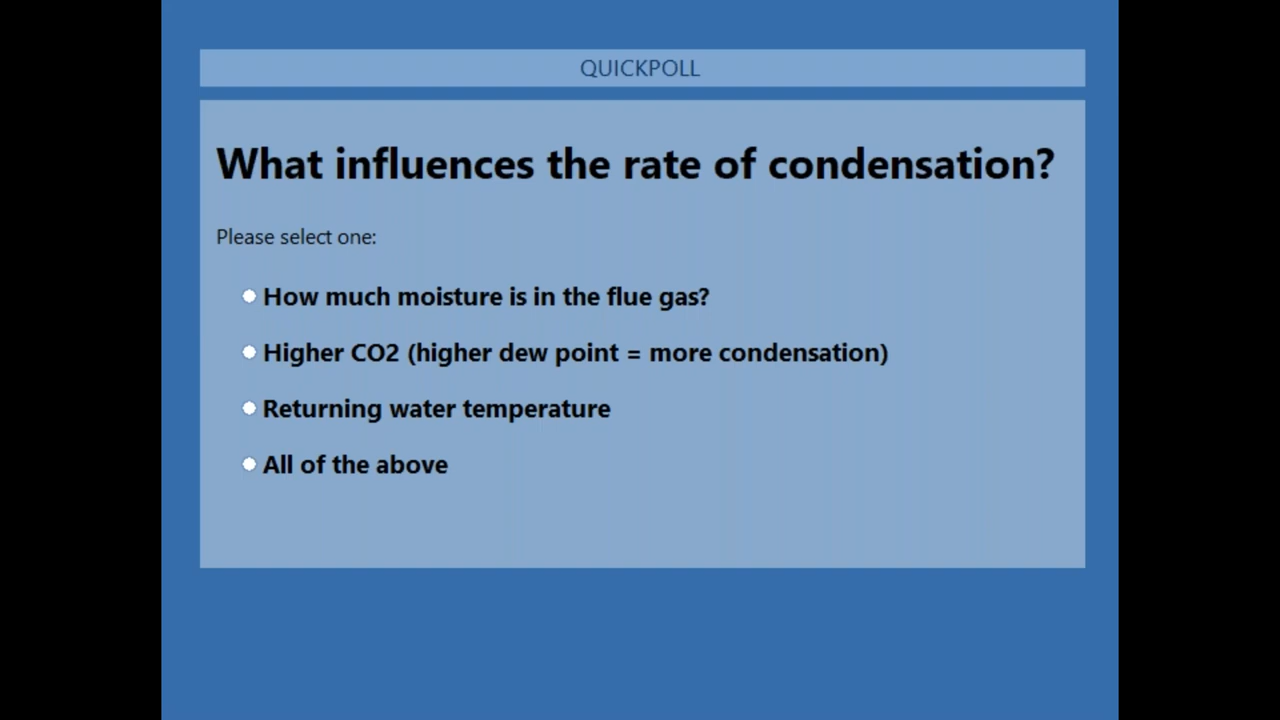 QUICKPOLL
What influences the rate of condensation?
Please select one:
How much moisture is in the flue gas?
Higher CO2 (higher dew point = more condensation)
Returning water temperature
All of the above